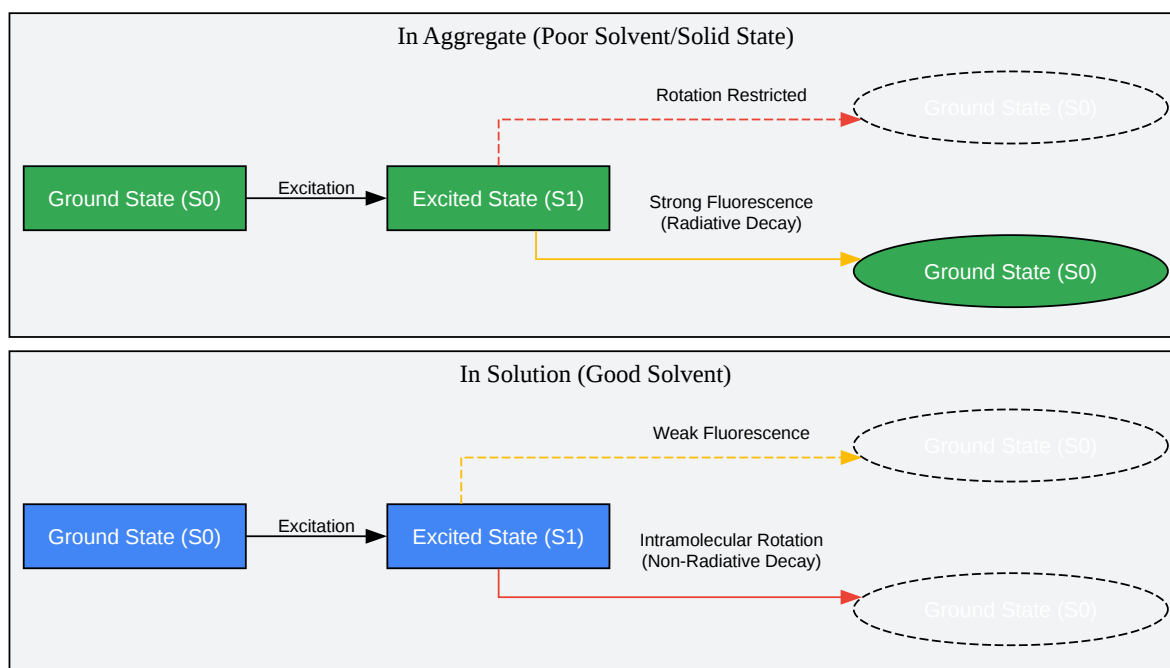 In Aggregate (Poor Solvent/Solid State)
Rotation Restricted
Ground State (S0)
Ground State (S0)
Excitation
Excited State (S1)
Strong Fluorescence
(Radiative Decay)
Ground State (S0)
In Solution (Good Solvent)
Weak Fluorescence
Ground State (S0)
Ground State (S0)
Excitation
Excited State (S1)
Intramolecular Rotation
(Non-Radiative Decay)
Ground State (S0)